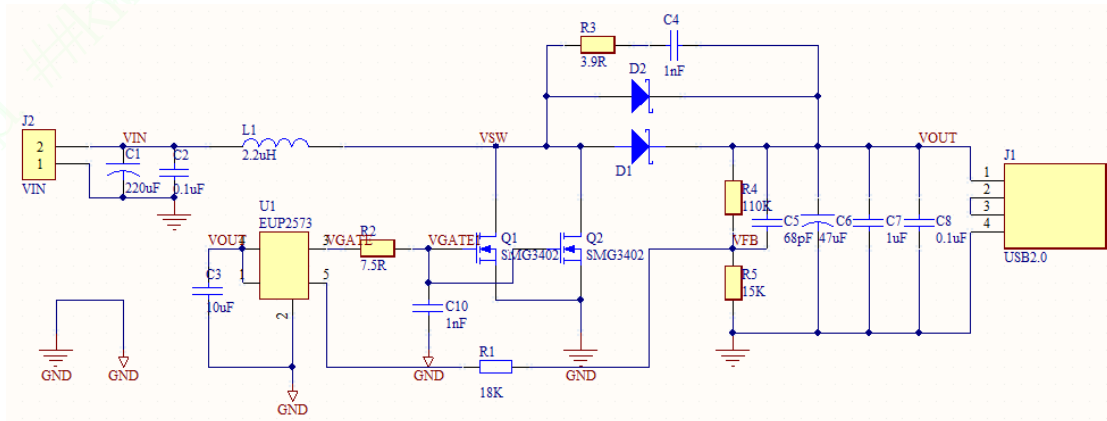 R3
3.9R
C4
1nF
D2
D1
J2
2
1
VIN
VIN
C1
220uF
C2
0.1uF
L1
2.2uH
VSW
VOUT
J1
1
2
3
4
USB2.0
R4
110K
VFB
R5
15K
C5
68pF
C6
47uF
C7
1uF
C8
0.1uF
U1
EUP2573
VOUT
4
1
3
5
2
C3
10uF
VGATE
R2
7.5R
VGATE1
Q1
SMG3402
Q2
SMG3402
C10
1nF
GND
GND
R1
18K
GND
GND
GND